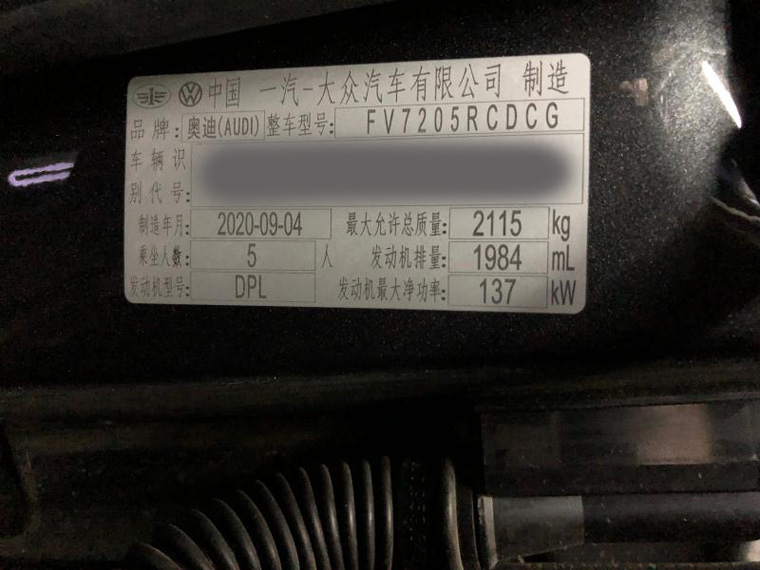 中国 一汽-大众汽车有限公司 制造
品牌: 奥迪(AUDI) 整车型号: FV7205RCDCG
车辆识
别代号:
制造年月: 2020-09-04 最大允许总质量: 2115 kg
乘坐人数: 5 人 发动机排量: 1984 mL
发动机型号: DPL 发动机最大净功率: 137 kW